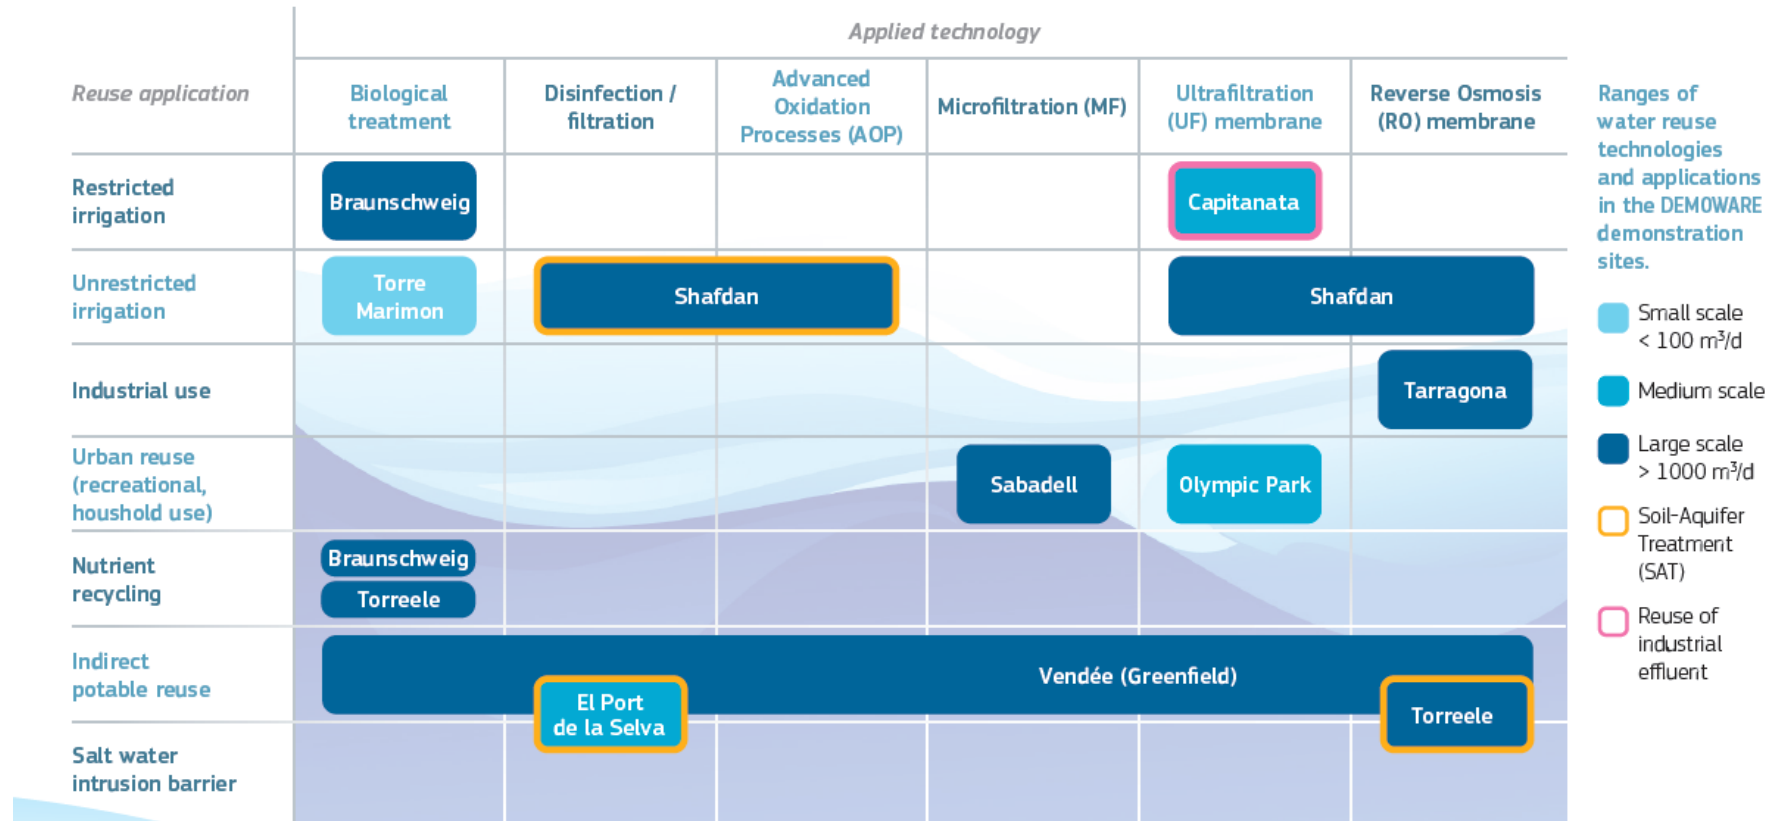 Applied technology
Reuse application
Biological
treatment
Disinfection /
filtration
Advanced
Oxidation
Processes (AOP)
Microfiltration (MF)
Ultrafiltration
(UF) membrane
Reverse Osmosis
(RO) membrane
Restricted
irrigation
Braunschweig
Capitanata
Unrestricted
irrigation
Torre
Marimon
Shafdan
Shafdan
Industrial use
Tarragona
Urban reuse
(recreational,
houshold use)
Sabadell
Olympic Park
Nutrient
recycling
Braunschweig
Torreele
Indirect
potable reuse
Vendée (Greenfield)
El Port
de la Selva
Torreele
Salt water
intrusion barrier
Ranges of
water reuse
technologies
and applications
in the DEMOWARE
demonstration
sites.
Small scale
< 100 m³/d
Medium scale
Large scale
> 1000 m³/d
Soil-Aquifer
Treatment
(SAT)
Reuse of
industrial
effluent